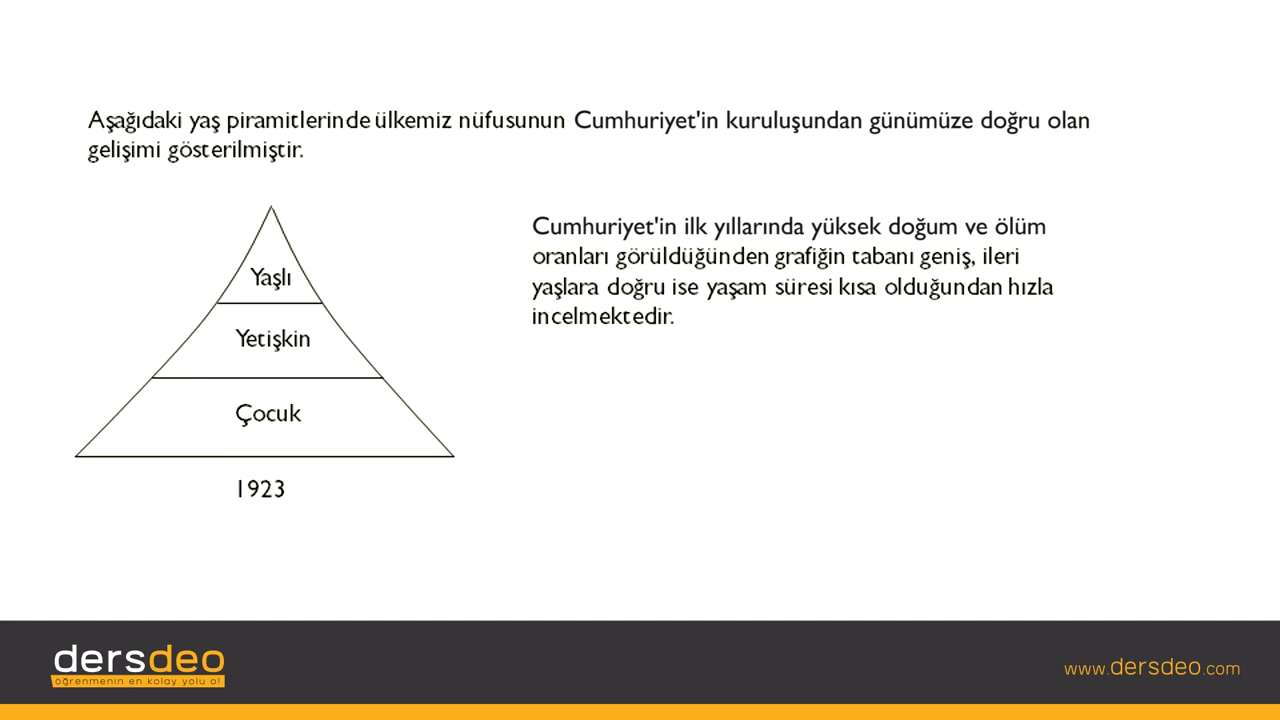 Aşağıdaki yaş piramitlerinde ülkemiz nüfusunun Cumhuriyet'in kuruluşundan günümüze doğru olan
gelişimi gösterilmiştir.
Yaşlı
Yetişkin
Çocuk
1923
Cumhuriyet'in ilk yıllarında yüksek doğum ve ölüm
oranları görüldüğünden grafiğin tabanı geniş, ileri
yaşlara doğru ise yaşam süresi kısa olduğundan hızla
incelmektedir.
dersdeo
öğrenmenin en kolay yolu o!
www.dersdeo.com